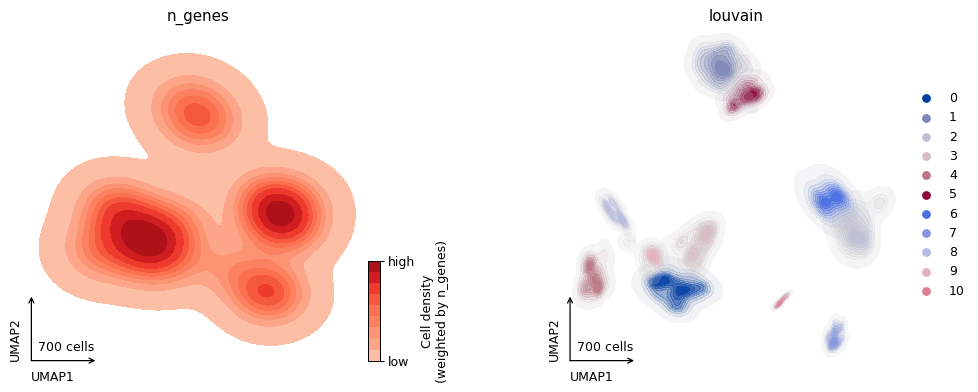 n_genes
high
low
Cell density
(weighted by n_genes)
UMAP2
700 cells
UMAP1
louvain
0
1
2
3
4
5
6
7
8
9
10
UMAP2
700 cells
UMAP1